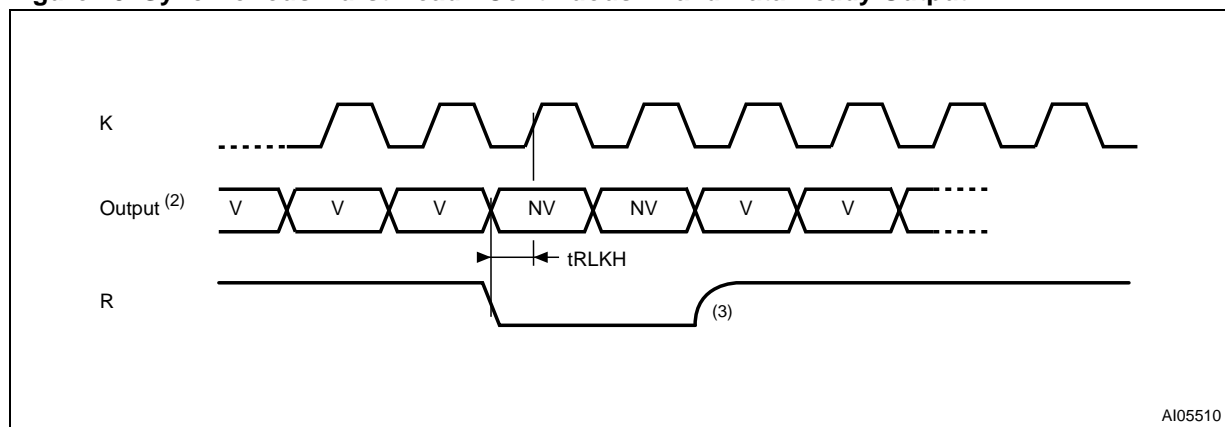 K
Output (2)
V V V NV NV V V
tRLKH
R
(3)
AI05510